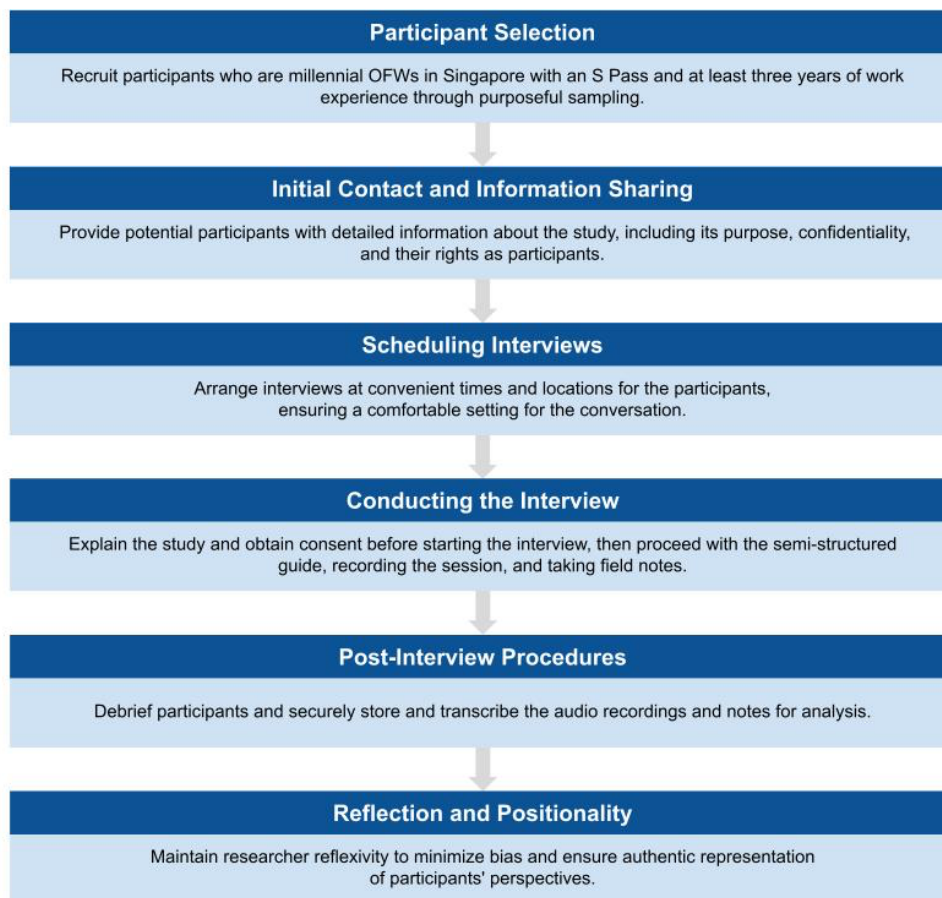 Participant Selection
Recruit participants who are millennial OFWs in Singapore with an S Pass and at least three years of work
experience through purposeful sampling.
Initial Contact and Information Sharing
Provide potential participants with detailed information about the study, including its purpose, confidentiality,
and their rights as participants.
Scheduling Interviews
Arrange interviews at convenient times and locations for the participants,
ensuring a comfortable setting for the conversation.
Conducting the Interview
Explain the study and obtain consent before starting the interview, then proceed with the semi-structured
guide, recording the session, and taking field notes.
Post-Interview Procedures
Debrief participants and securely store and transcribe the audio recordings and notes for analysis.
Reflection and Positionality
Maintain researcher reflexivity to minimize bias and ensure authentic representation
of participants' perspectives.